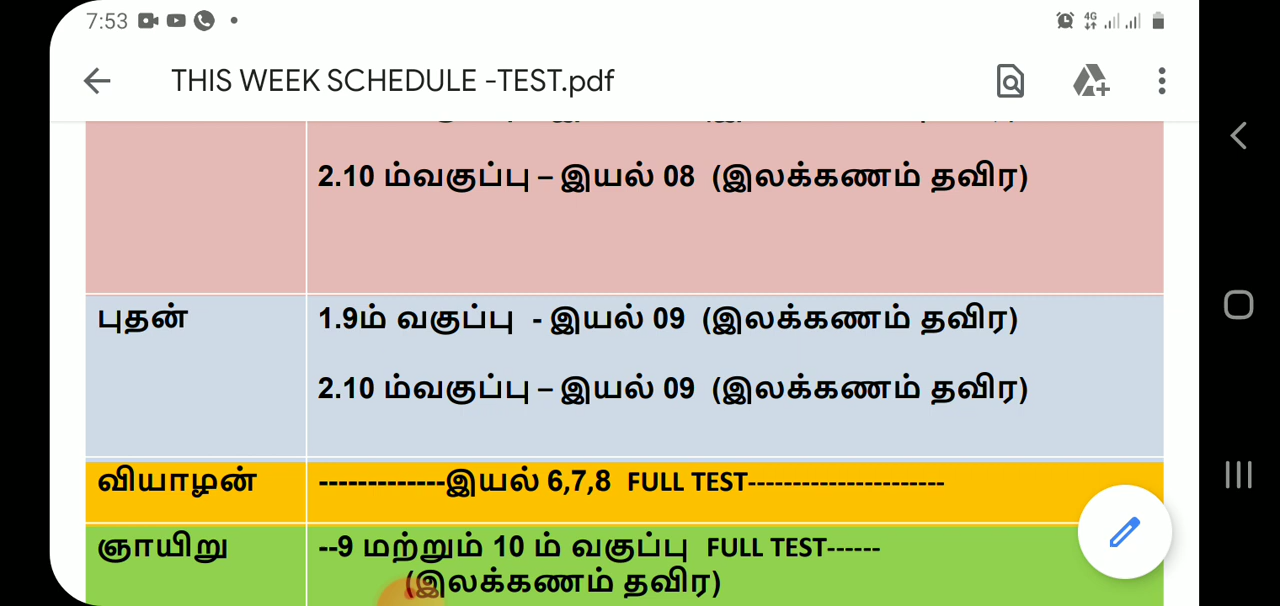 7:53
4G
THIS WEEK SCHEDULE -TEST.pdf
2.10 ம்வகுப்பு – இயல் 08 (இலக்கணம் தவிர)
புதன்
1.9ம் வகுப்பு - இயல் 09 (இலக்கணம் தவிர)
2.10 ம்வகுப்பு – இயல் 09 (இலக்கணம் தவிர)
வியாழன்
-------------இயல் 6,7,8 FULL TEST----------------------
ஞாயிறு
--9 மற்றும் 10 ம் வகுப்பு FULL TEST------
(இலக்கணம் தவிர)